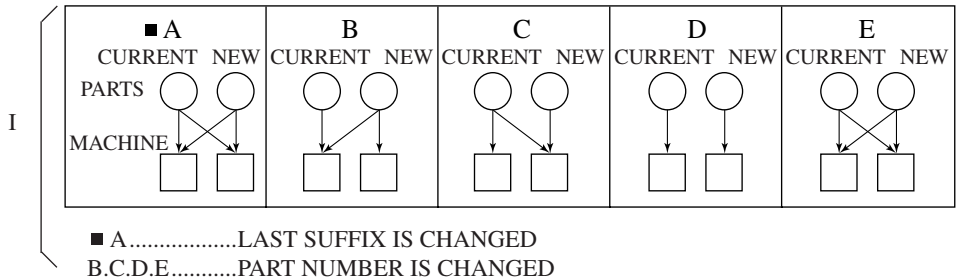 ■ A B C D E
CURRENT NEW CURRENT NEW CURRENT NEW CURRENT NEW CURRENT NEW
PARTS
I
MACHINE
■ A..................LAST SUFFIX IS CHANGED
B.C.D.E...........PART NUMBER IS CHANGED